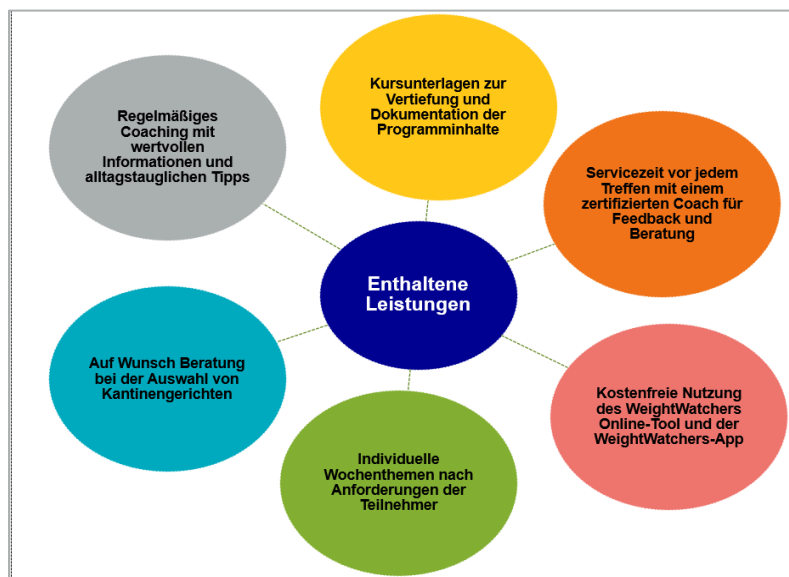 Kursunterlagen zur
Vertiefung und
Dokumentation der
Programminhalte
Regelmäßiges
Coaching mit
wertvollen
Informationen und
alltagstauglichen Tipps
Servicezeit vor jedem
Treffen mit einem
zertifizierten Coach für
Feedback und
Beratung
Enthaltene
Leistungen
Auf Wunsch Beratung
bei der Auswahl von
Kantinengerichten
Kostenfreie Nutzung
des WeightWatchers
Online-Tool und der
WeightWatchers-App
Individuelle
Wochenthemen nach
Anforderungen der
Teilnehmer